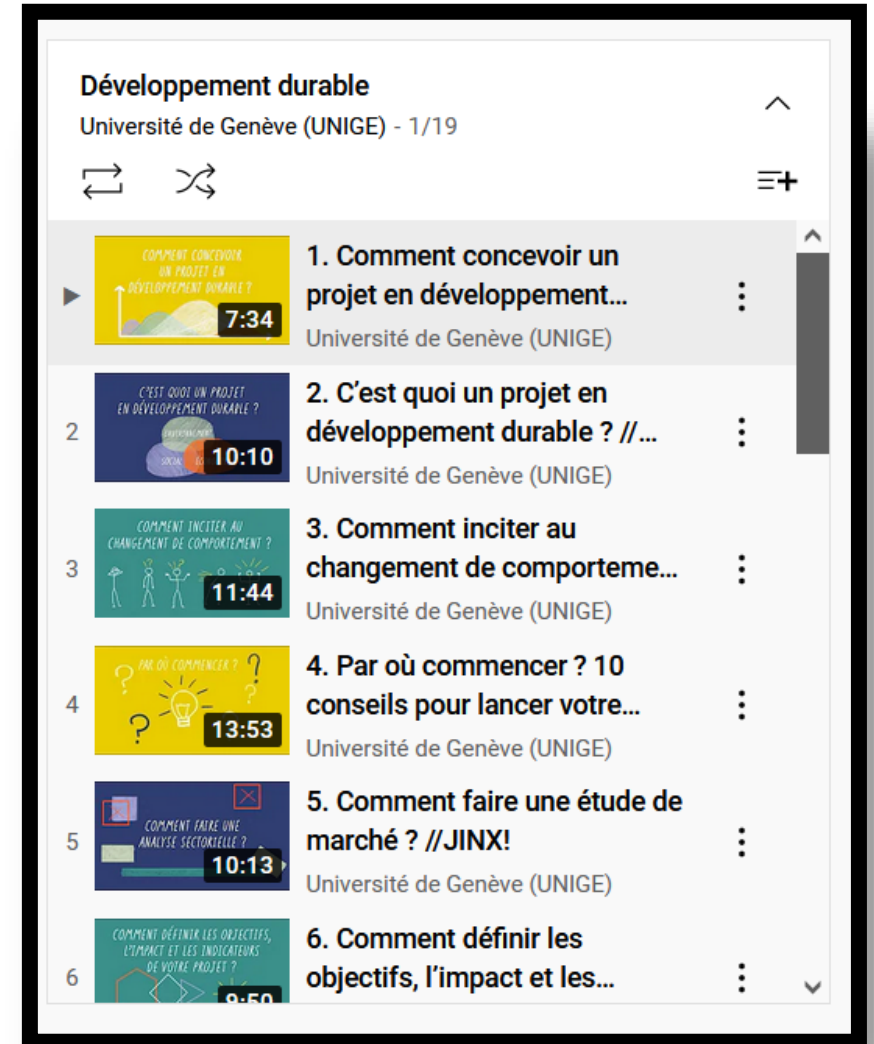 Développement durable
Université de Genève (UNIGE) - 1/19
COMMENT CONCEVOIR
UN PROJET EN
DÉVELOPPEMENT DURABLE ?
7:34
1. Comment concevoir un
projet en développement...
Université de Genève (UNIGE)
2
C'EST QUOI UN PROJET
EN DÉVELOPPEMENT DURABLE ?
ENVIRONNEMENT
SOCIAL
10:10
2. C'est quoi un projet en
développement durable ? //...
Université de Genève (UNIGE)
3
COMMENT INCITER AU
CHANGEMENT DE COMPORTEMENT ?
11:44
3. Comment inciter au
changement de comporteme...
Université de Genève (UNIGE)
4
PAR OÙ COMMENCER ?
13:53
4. Par où commencer ? 10
conseils pour lancer votre...
Université de Genève (UNIGE)
5
COMMENT FAIRE UNE
ANALYSE SECTORIELLE ?
10:13
5. Comment faire une étude de
marché ? //JINX!
Université de Genève (UNIGE)
6
COMMENT DÉFINIR LES OBJECTIFS,
L'IMPACT ET LES INDICATEURS
DE VOTRE PROJET ?
9:50
6. Comment définir les
objectifs, l'impact et les...